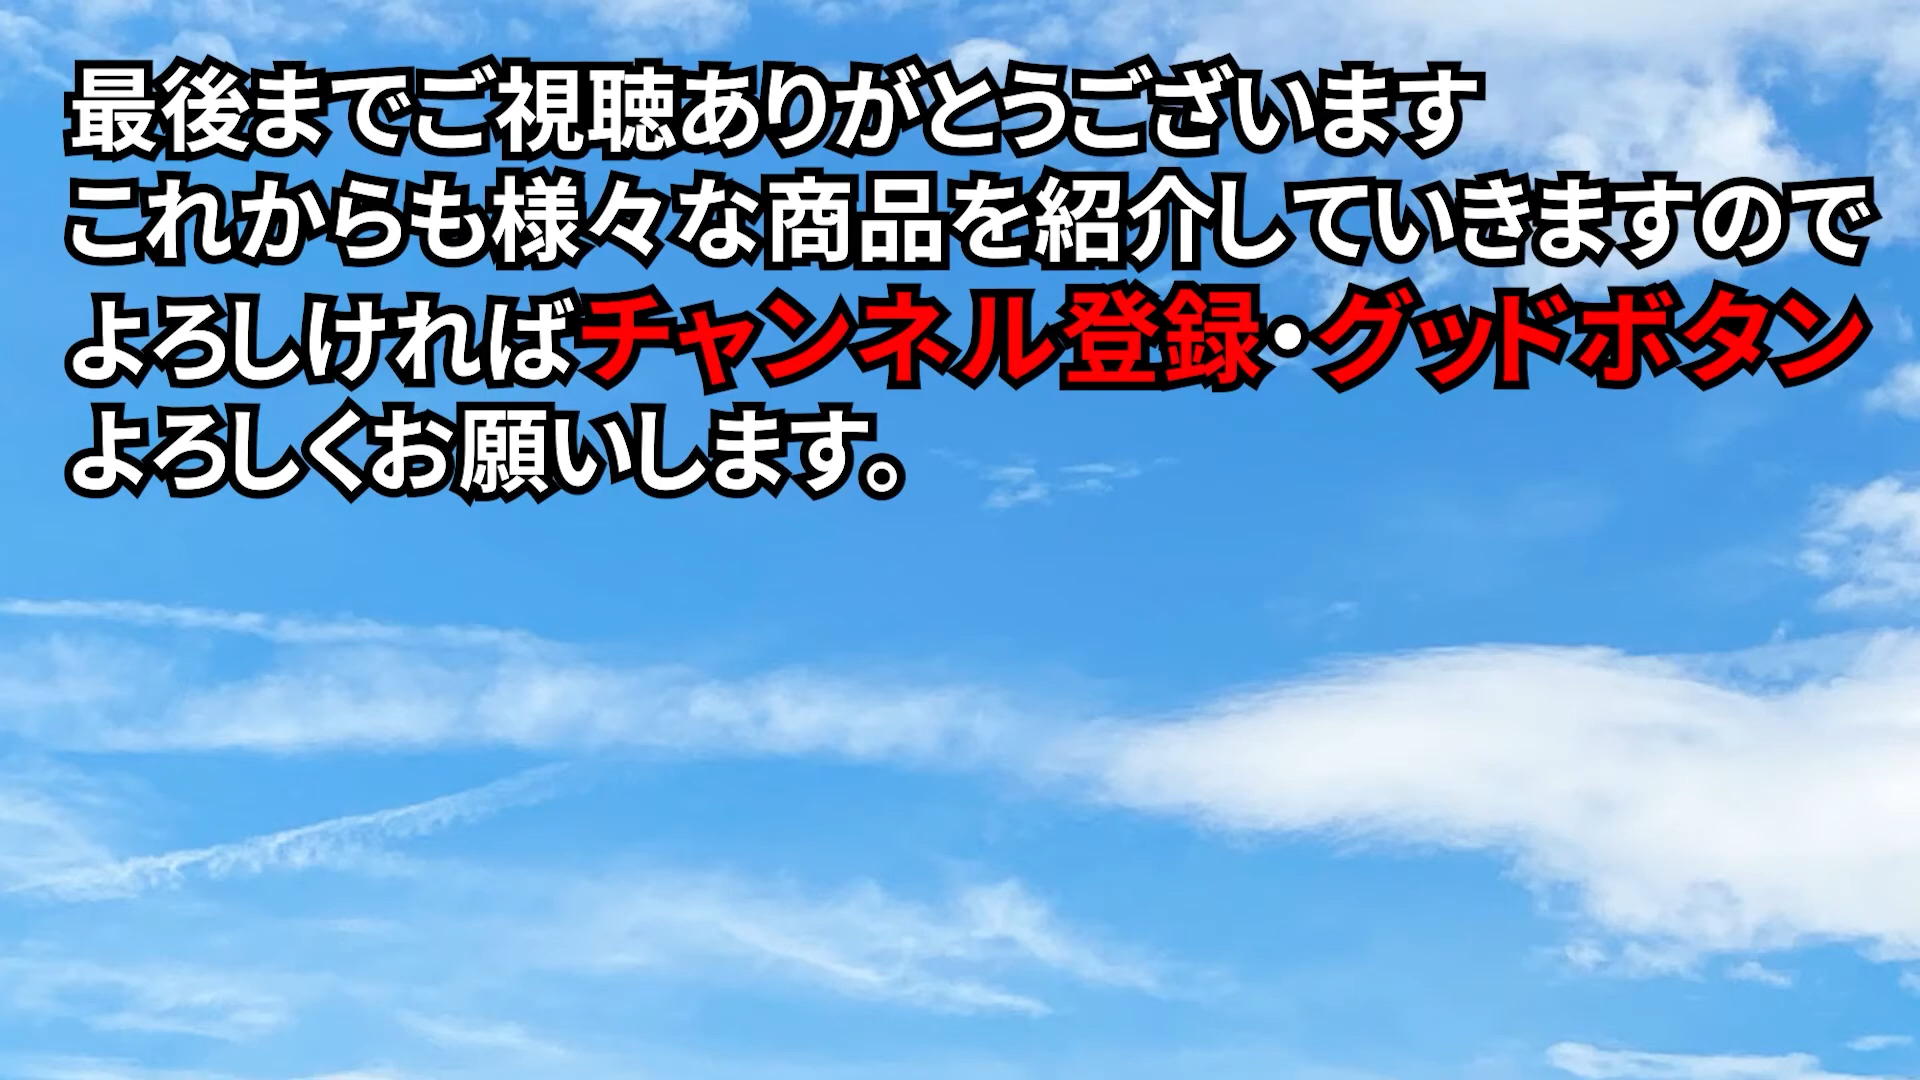 最後までご視聴ありがとうございます
これからも様々な商品を紹介していきますので
よろしければチャンネル登録・グッドボタン
よろしくお願いします。